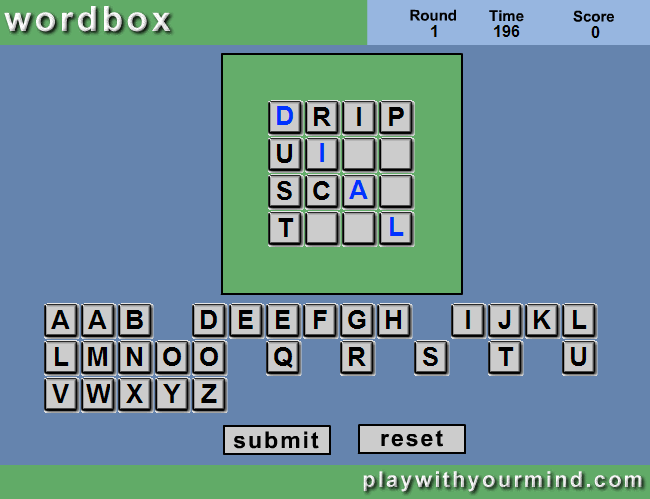 wordbox
Round Time Score
1 196 0
D R I P
U I
S C A
T L
A A B D E E F G H I J K L
L M N O O Q R S T U
V W X Y Z
submit reset
playwithyourmind.com